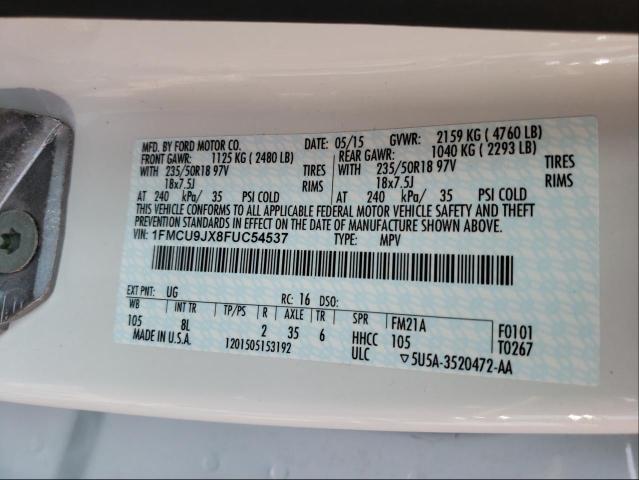 MFD. BY FORD MOTOR CO. DATE: 05/15 GVWR: 2159 KG ( 4760 LB)
FRONT GAWR: 1125 KG ( 2480 LB) REAR GAWR: 1040 KG ( 2293 LB)
WITH 235/50R18 97V TIRES WITH 235/50R18 97V TIRES
18x7.5J RIMS 18x7.5J RIMS
AT 240 kPa/ 35 PSI COLD AT 240 kPa/ 35 PSI COLD
THIS VEHICLE CONFORMS TO ALL APPLICABLE FEDERAL MOTOR VEHICLE SAFETY AND THEFT
PREVENTION STANDARDS IN EFFECT ON THE DATE OF MANUFACTURE SHOWN ABOVE.
VIN: 1FMCU9JX8FUC54537 TYPE: MPV
EXT PNT: UG RC: 16 DSO:
WB INT TR TP/PS R AXLE TR SPR FM21A F0101
105 8L 2 35 6 HHCC 105 T0267
MADE IN U.S.A. 1201505153192 ULC ▽5U5A-3520472-AA